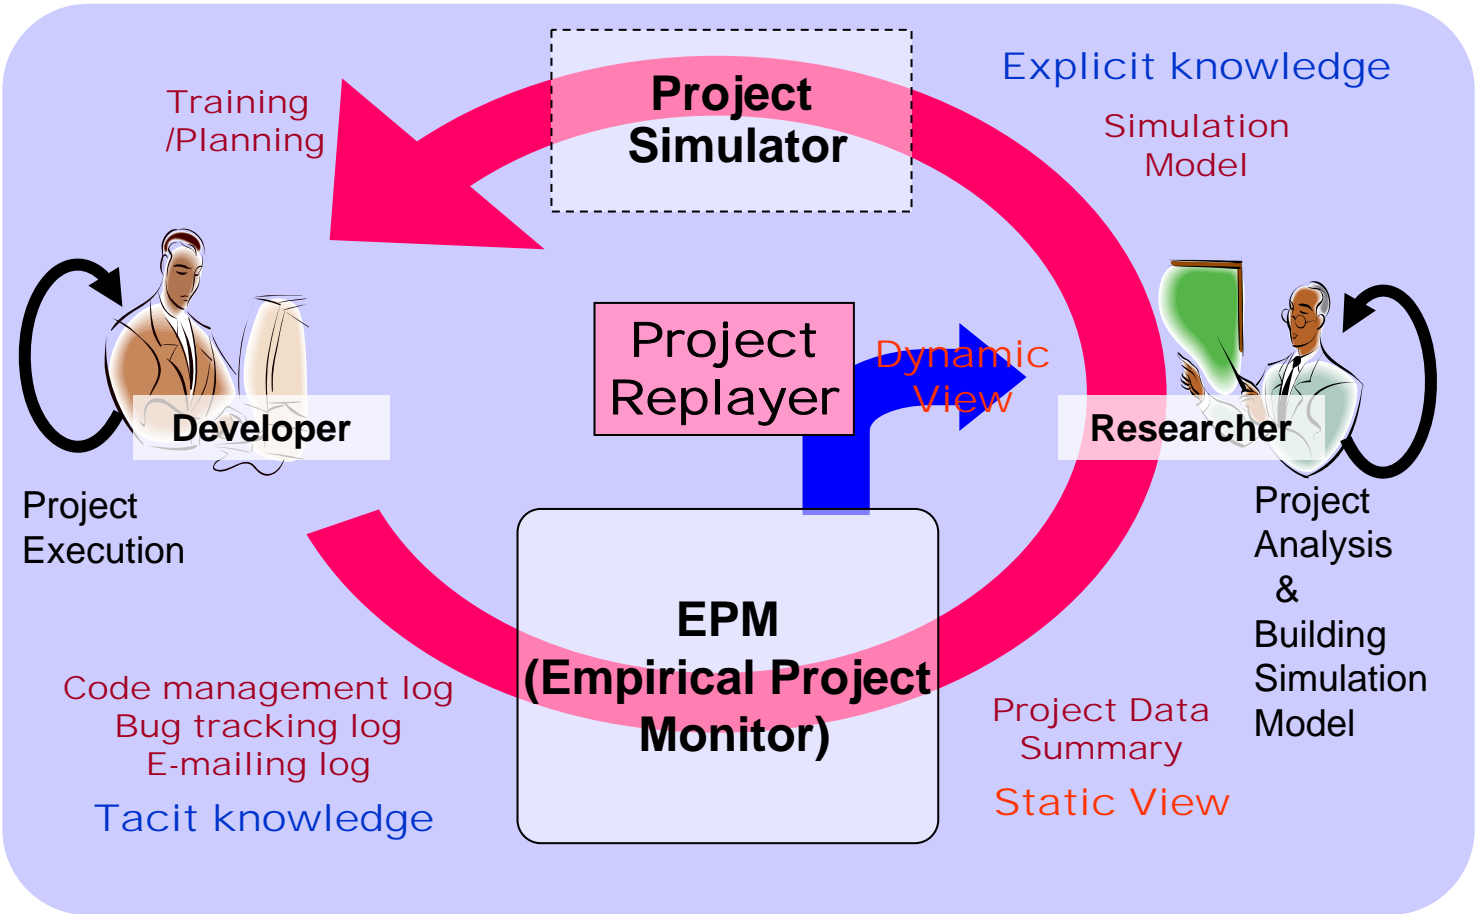 Project
Simulator
Explicit knowledge
Training
/Planning
Simulation
Model
Project
Replayer
Dynamic
View
Developer
Researcher
Project
Execution
Project
Analysis
&
Building
Simulation
Model
EPM
(Empirical Project
Monitor)
Code management log
Bug tracking log
E-mailing log
Tacit knowledge
Project Data
Summary
Static View